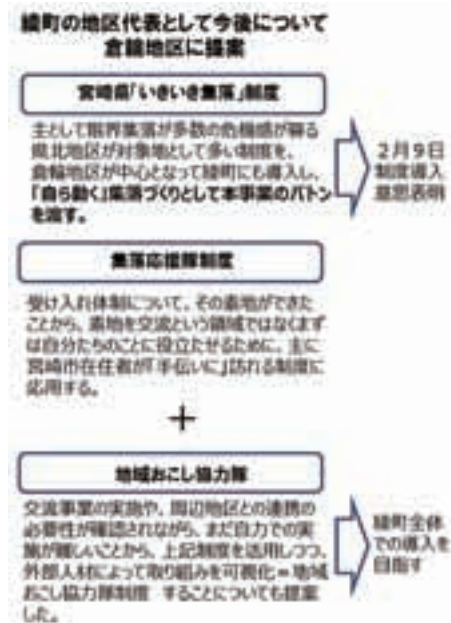 綾町の地区代表として今後について
倉輪地区に提案
宮崎県「いきいき集落」制度
主として限界集落が多数の危機感が募る
県北地区が対象地として多い制度を、
倉輪地区が中心となって綾町にも導入し、
「自ら動く」集落づくりとして本事業のバトン
を渡す。
2月9日
制度導入
意思表明
集落応援隊制度
受け入れ体制について、その素地ができた
ことから、素地を交流という領域ではなくまず
は自分たちのことに役立たせるために、主に
宮崎市在住者が「手伝いに」訪れる制度に
応用する。
+
地域おこし協力隊
交流事業の実施や、周辺地区との連携の
必要性が確認されながら、まだ自力での実
施が難しいことから、上記制度を活用しつつ、
外部人材によって取り組みを可視化=地域
おこし協力隊制度 することについても提案
した。
綾町全体
での導入を
目指す